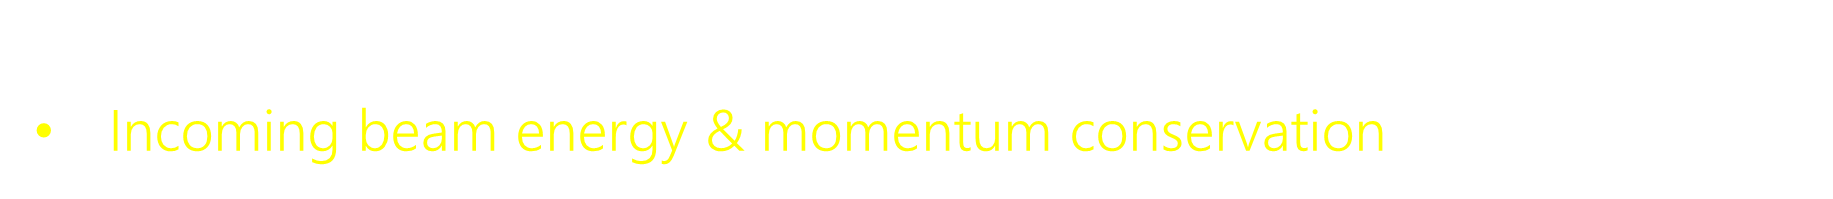 • Incoming beam energy & momentum conservation